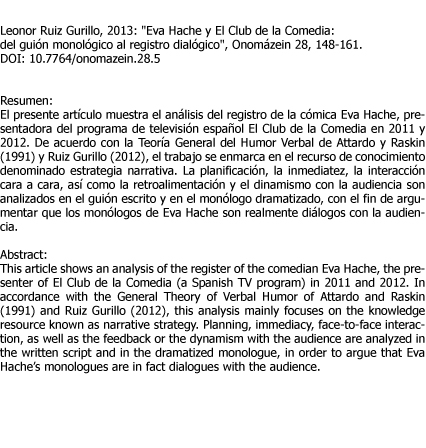 Leonor Ruiz Gurillo, 2013: "Eva Hache y El Club de la Comedia:
del guión monológico al registro dialógico", Onomázein 28, 148-161.
DOI: 10.7764/onomazein.28.5
Resumen:
El presente artículo muestra el análisis del registro de la cómica Eva Hache, pre-
sentadora del programa de televisión español El Club de la Comedia en 2011 y
2012. De acuerdo con la Teoría General del Humor Verbal de Attardo y Raskin
(1991) y Ruiz Gurillo (2012), el trabajo se enmarca en el recurso de conocimiento
denominado estrategia narrativa. La planificación, la inmediatez, la interacción
cara a cara, así como la retroalimentación y el dinamismo con la audiencia son
analizados en el guión escrito y en el monólogo dramatizado, con el fin de argu-
mentar que los monólogos de Eva Hache son realmente diálogos con la audien-
cia.
Abstract:
This article shows an analysis of the register of the comedian Eva Hache, the pre-
senter of El Club de la Comedia (a Spanish TV program) in 2011 and 2012. In
accordance with the General Theory of Verbal Humor of Attardo and Raskin
(1991) and Ruiz Gurillo (2012), this analysis mainly focuses on the knowledge
resource known as narrative strategy. Planning, immediacy, face-to-face interac-
tion, as well as the feedback or the dynamism with the audience are analyzed in
the written script and in the dramatized monologue, in order to argue that Eva
Hache's monologues are in fact dialogues with the audience.